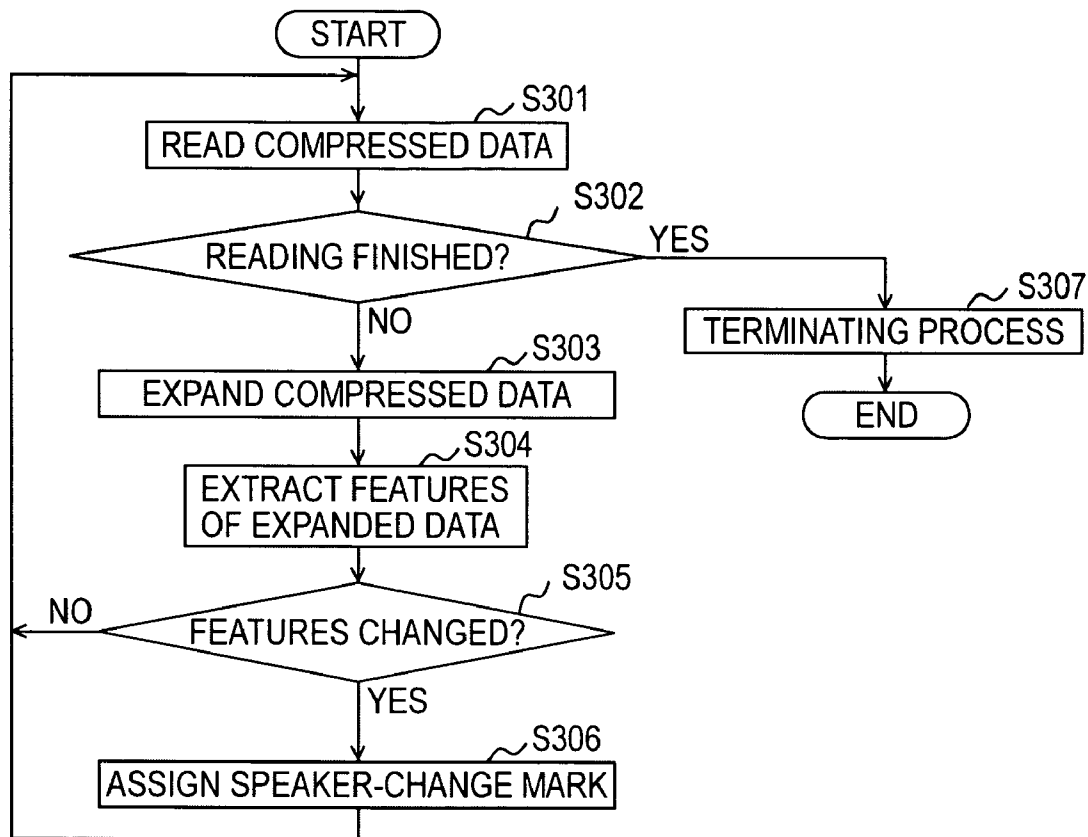 START
S301
READ COMPRESSED DATA
S302
READING FINISHED?
YES
NO
S307
TERMINATING PROCESS
END
S303
EXPAND COMPRESSED DATA
S304
EXTRACT FEATURES
OF EXPANDED DATA
S305
FEATURES CHANGED?
NO
YES
S306
ASSIGN SPEAKER-CHANGE MARK